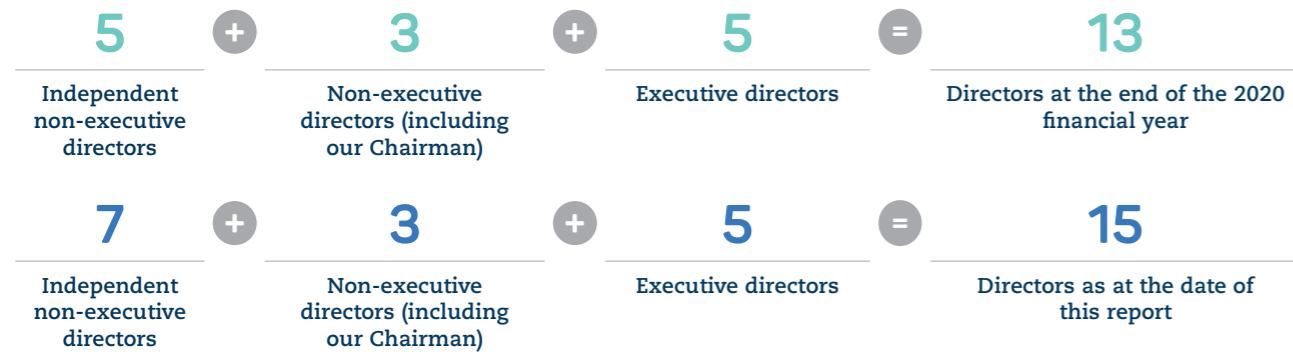 5 + 3 + 5 = 13
Independent non-executive directors
Non-executive directors (including our Chairman)
Executive directors
Directors at the end of the 2020 financial year
7 + 3 + 5 = 15
Independent non-executive directors
Non-executive directors (including our Chairman)
Executive directors
Directors as at the date of this report